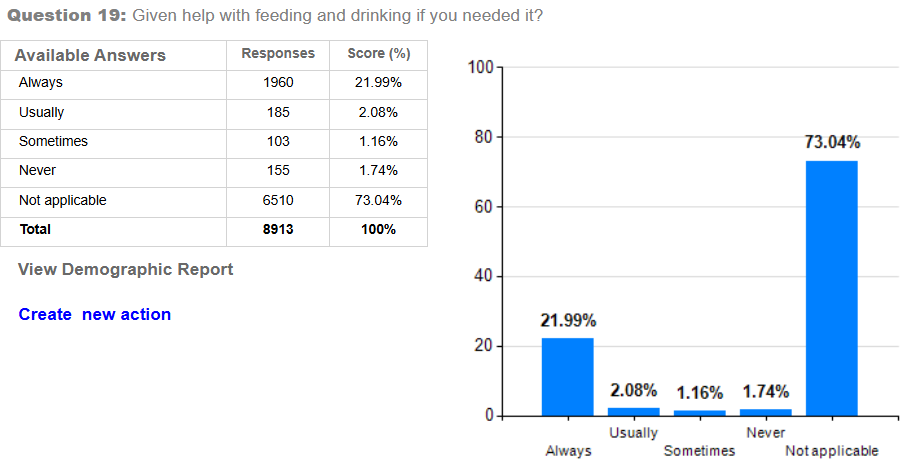 Question 19: Given help with feeding and drinking if you needed it?
Available Answers Responses Score (%)
Always 1960 21.99%
Usually 185 2.08%
Sometimes 103 1.16%
Never 155 1.74%
Not applicable 6510 73.04%
Total 8913 100%
View Demographic Report
Create new action
100
80
60
40
20
0
73.04%
21.99%
2.08% 1.16% 1.74%
Usually Never
Always Sometimes Not applicable